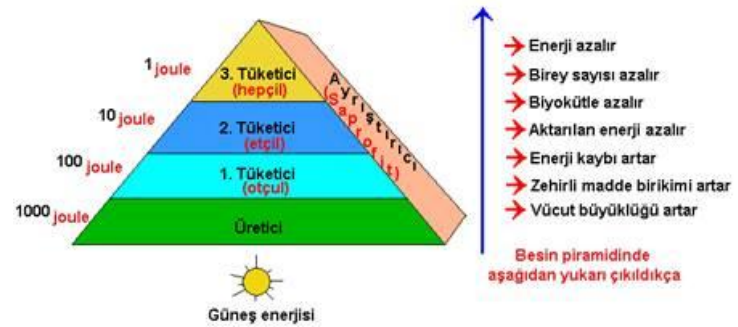 1 joule
3. Tüketici
(hepçil)
10 joule
2. Tüketici
(etçil)
100 joule
1. Tüketici
(otçul)
1000 joule
Üretici
Ayrıştırıcı
(Saprofit)
Güneş enerjisi
Enerji azalır
Birey sayısı azalır
Biyokütle azalır
Aktarılan enerji azalır
Enerji kaybı artar
Zehirli madde birikimi artar
Vücut büyüklüğü artar
Besin piramidinde
aşağıdan yukarı çıkıldıkça